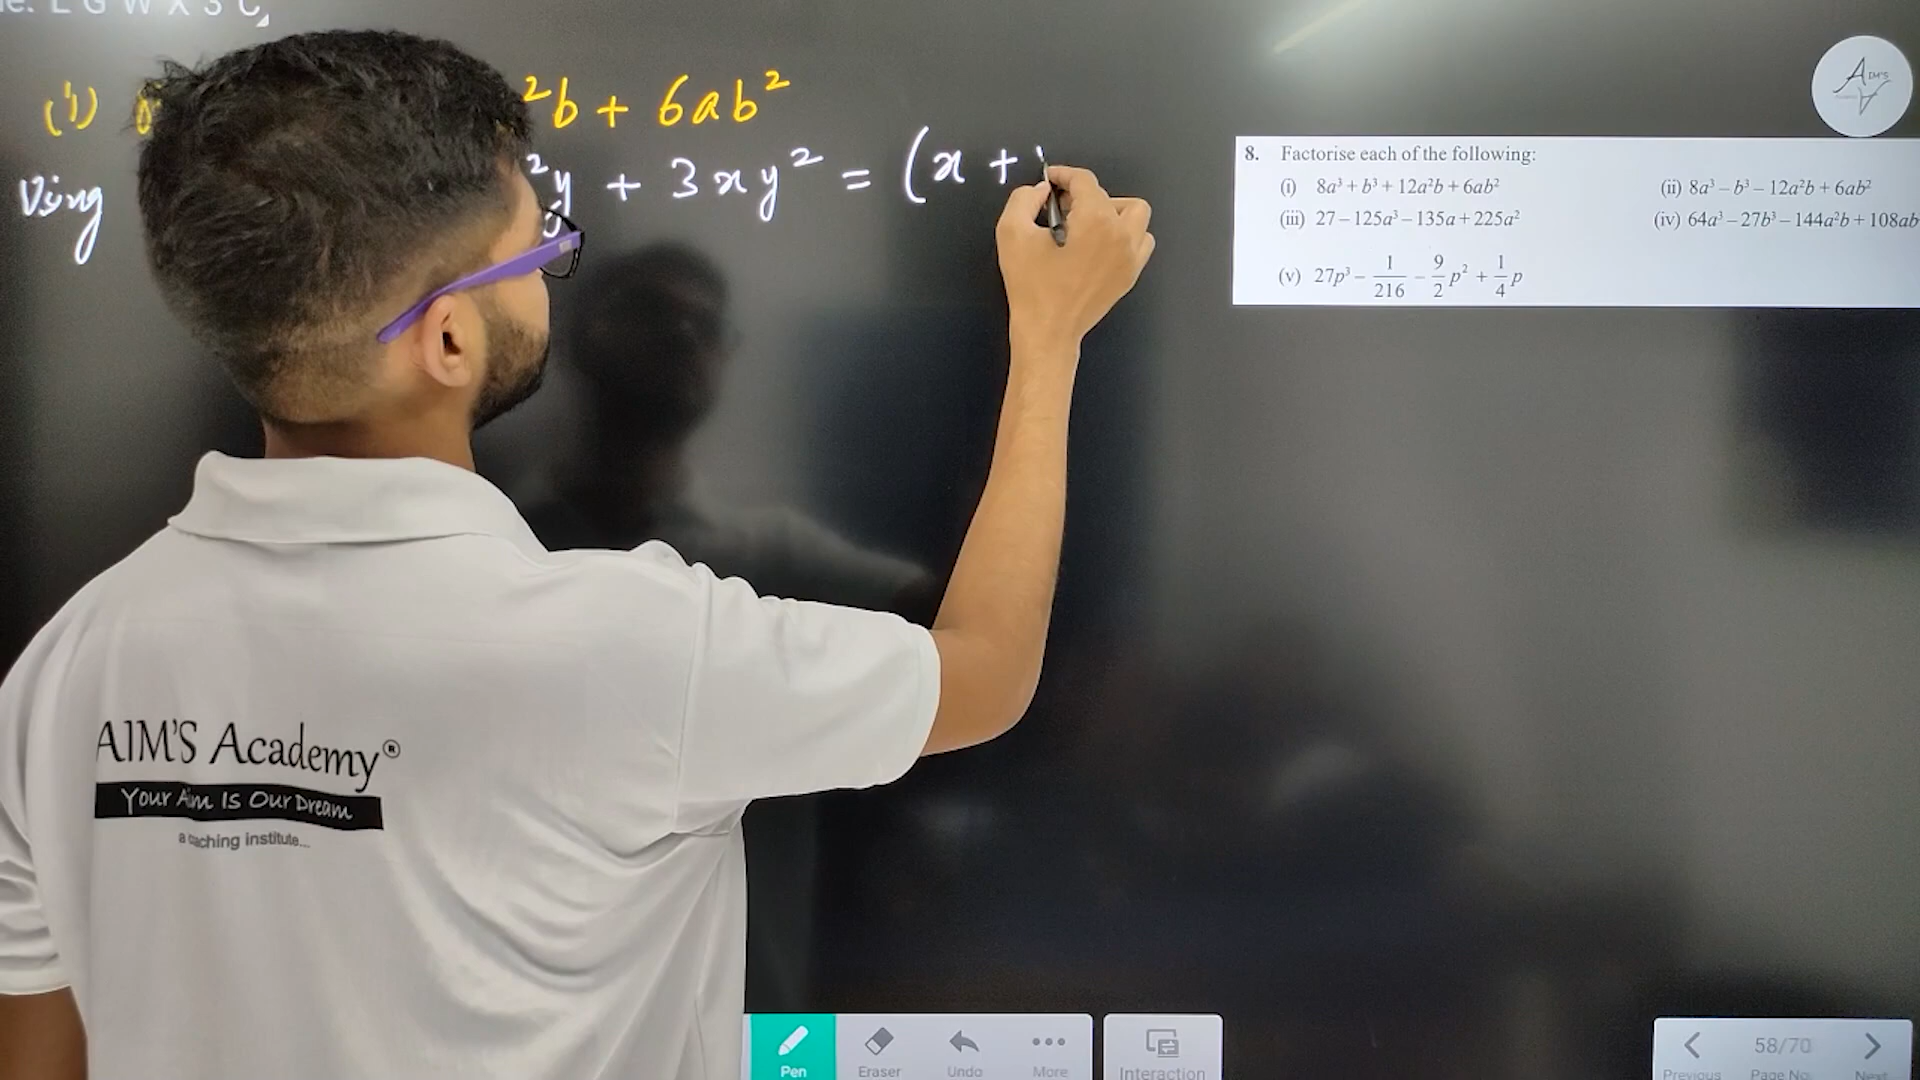 (i) ²b + 6ab²
Using ²y + 3xy² = (x +
AIM'S
8. Factorise each of the following:
(i) 8a³ + b³ + 12a²b + 6ab² (ii) 8a³ – b³ – 12a²b + 6ab²
(iii) 27 – 125a³ – 135a + 225a² (iv) 64a³ – 27b³ – 144a²b + 108ab
(v) 27p³ – 1/216 – 9/2 p² + 1/4 p
AIM'S Academy®
Your Aim Is Our Dream
a coaching institute...
Pen Eraser Undo More Interaction
58/70
Previous Page No. Next